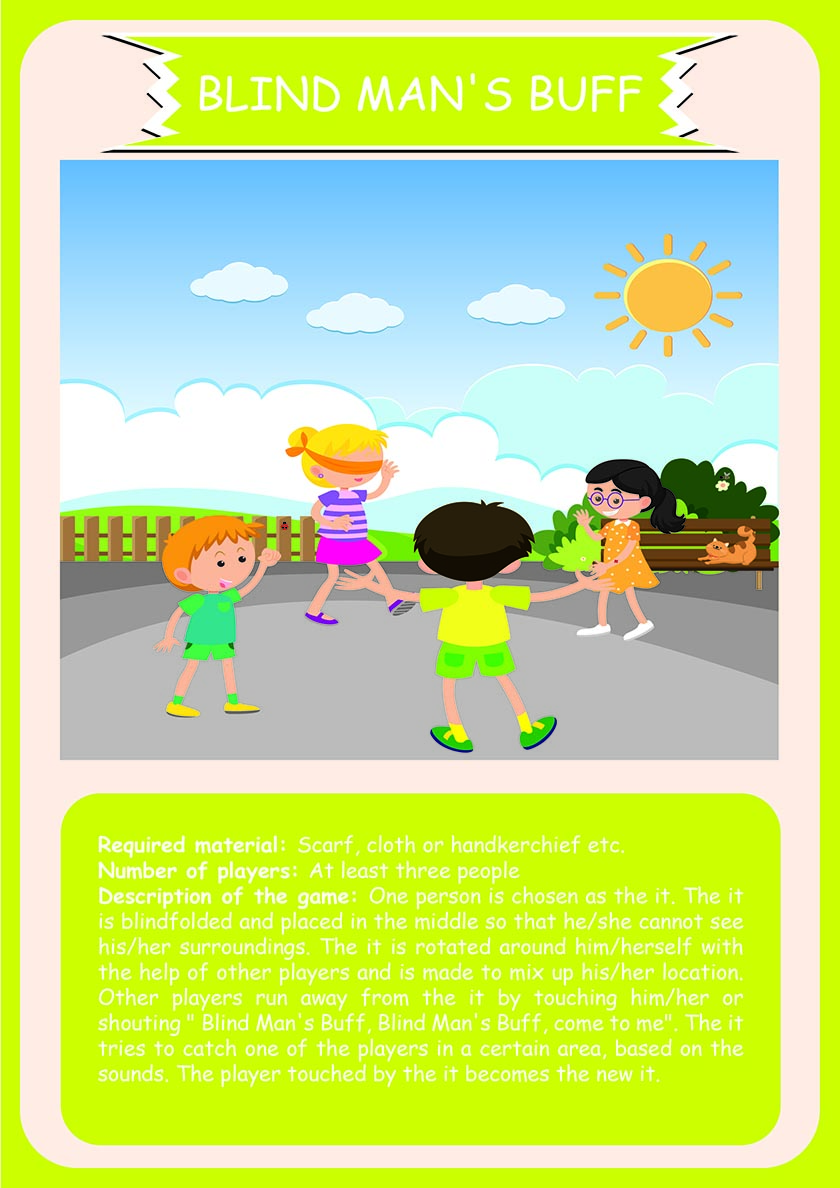 BLIND MAN'S BUFF
Required material: Scarf, cloth or handkerchief etc.
Number of players: At least three people
Description of the game: One person is chosen as the it. The it
is blindfolded and placed in the middle so that he/she cannot see
his/her surroundings. The it is rotated around him/herself with
the help of other players and is made to mix up his/her location.
Other players run away from the it by touching him/her or
shouting " Blind Man's Buff, Blind Man's Buff, come to me". The it
tries to catch one of the players in a certain area, based on the
sounds. The player touched by the it becomes the new it.